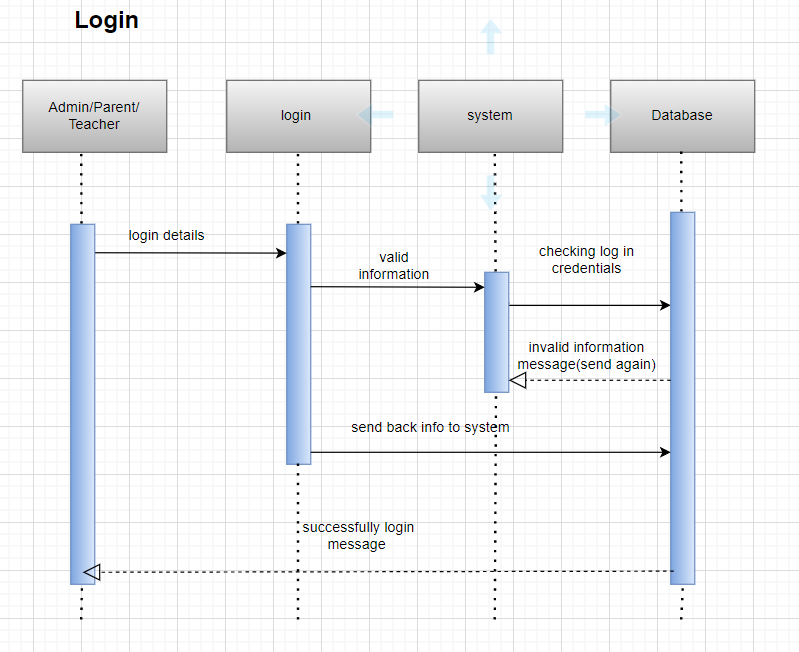 Login
Admin/Parent/
Teacher
login
system
Database
login details
valid
information
checking log in
credentials
invalid information
message(send again)
send back info to system
successfully login
message